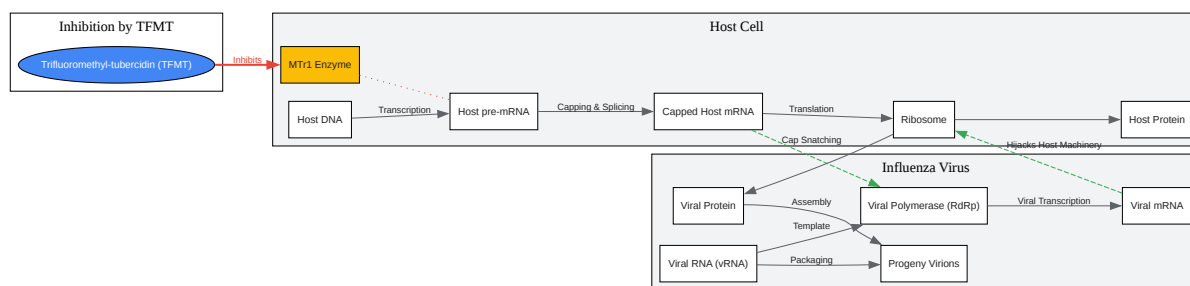 Inhibition by TFMT
Trifluoromethyl-tubercidin (TFMT)
Inhibits
Host Cell
MTr1 Enzyme
Host DNA
Transcription
Host pre-mRNA
Capping & Splicing
Capped Host mRNA
Translation
Ribosome
Host Protein
Cap Snatching
Hijacks Host Machinery
Influenza Virus
Viral Protein
Assembly
Viral Polymerase (RdRp)
Viral Transcription
Viral mRNA
Template
Viral RNA (vRNA)
Packaging
Progeny Virions